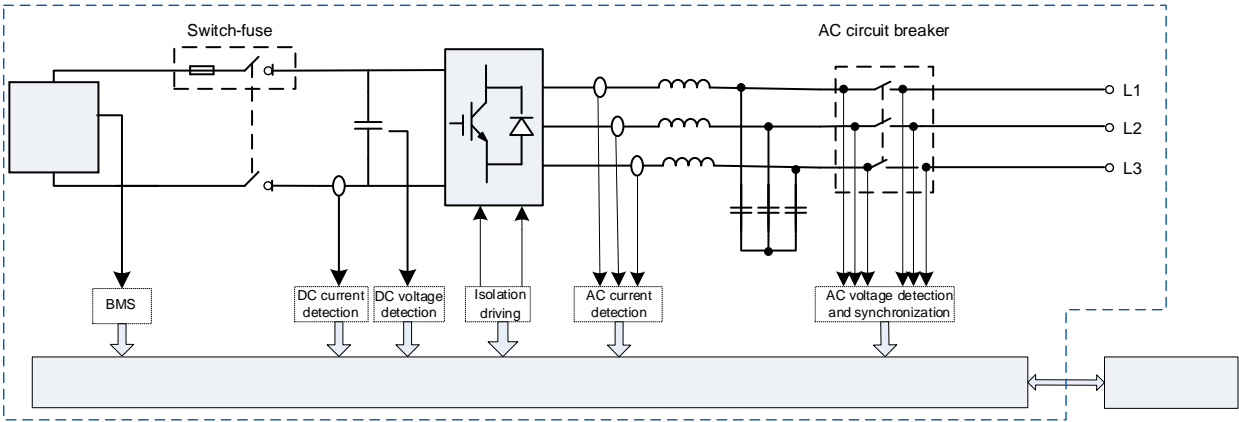 Switch-fuse
AC circuit breaker
L1
L2
L3
BMS
DC current
detection
DC voltage
detection
Isolation
driving
AC current
detection
AC voltage detection
and synchronization